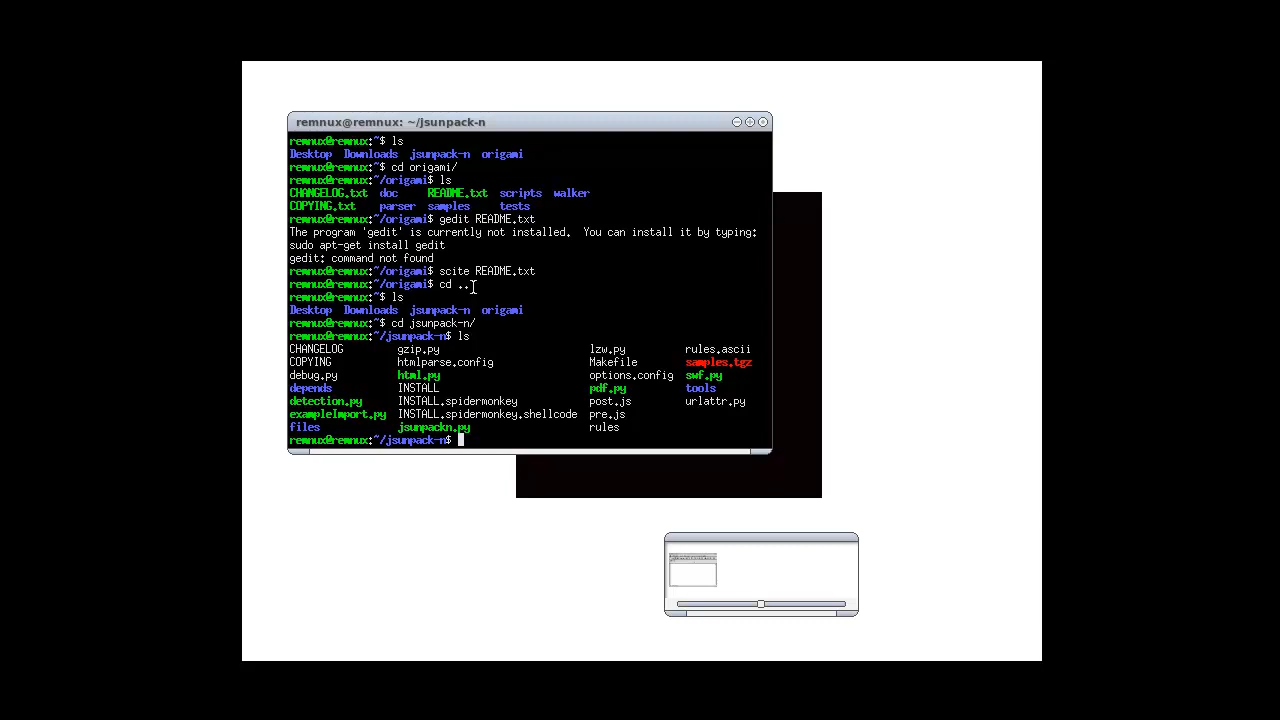 remnux@remnux: ~/jsunpack-n
remnux@remnux:~$ ls
Desktop  Downloads  jsunpack-n  origami
remnux@remnux:~$ cd origami/
remnux@remnux:~/origami$ ls
CHANGELOG.txt  doc     README.txt  scripts  walker
COPYING.txt    parser  samples     tests
remnux@remnux:~/origami$ gedit README.txt
The program 'gedit' is currently not installed.  You can install it by typing:
sudo apt-get install gedit
gedit: command not found
remnux@remnux:~/origami$ scite README.txt
remnux@remnux:~/origami$ cd ..
remnux@remnux:~$ ls
Desktop  Downloads  jsunpack-n  origami
remnux@remnux:~$ cd jsunpack-n/
remnux@remnux:~/jsunpack-n$ ls
CHANGELOG         gzip.py                         lzw.py          rules.ascii
COPYING           htmlparse.config                Makefile        samples.tgz
debug.py          html.py                         options.config  swf.py
depends           INSTALL                         pdf.py          tools
detection.py      INSTALL.spidermonkey            post.js         urlattr.py
exampleImport.py  INSTALL.spidermonkey.shellcode  pre.js
files             jsunpackn.py                    rules
remnux@remnux:~/jsunpack-n$